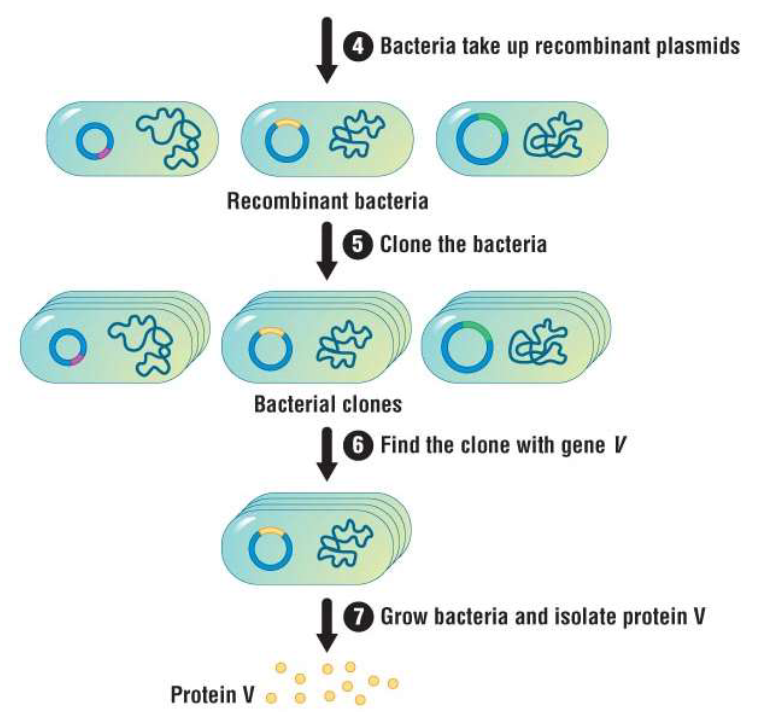 4 Bacteria take up recombinant plasmids
Recombinant bacteria
5 Clone the bacteria
Bacterial clones
6 Find the clone with gene V
7 Grow bacteria and isolate protein V
Protein V